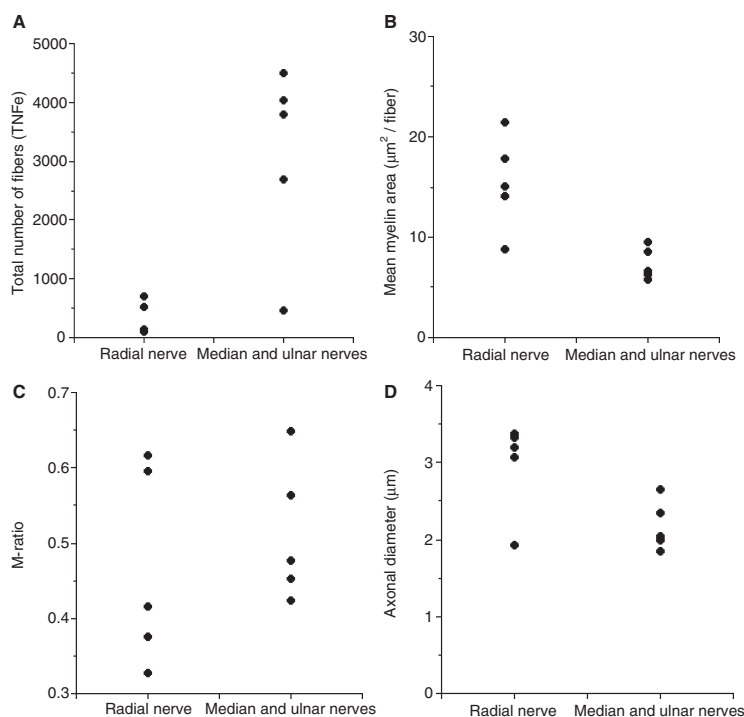 A
Total number of fibers (TNFe)
5000
4000
3000
2000
1000
0
Radial nerve
Median and ulnar nerves
B
Mean myelin area (μm² / fiber)
30
20
10
0
Radial nerve
Median and ulnar nerves
C
M-ratio
0.7
0.6
0.5
0.4
0.3
Radial nerve
Median and ulnar nerves
D
Axonal diameter (μm)
4
3
2
1
0
Radial nerve
Median and ulnar nerves